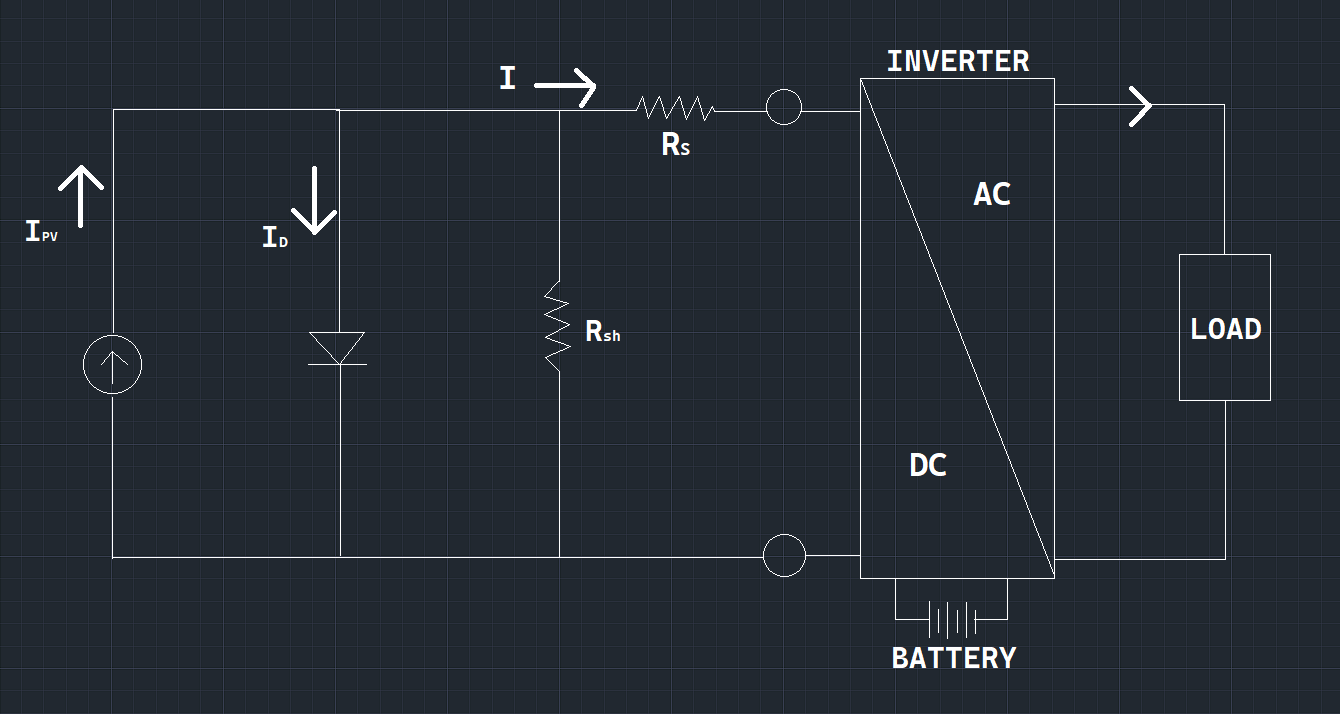 INVERTER
I
Rs
AC
IPV
ID
Rsh
LOAD
DC
BATTERY